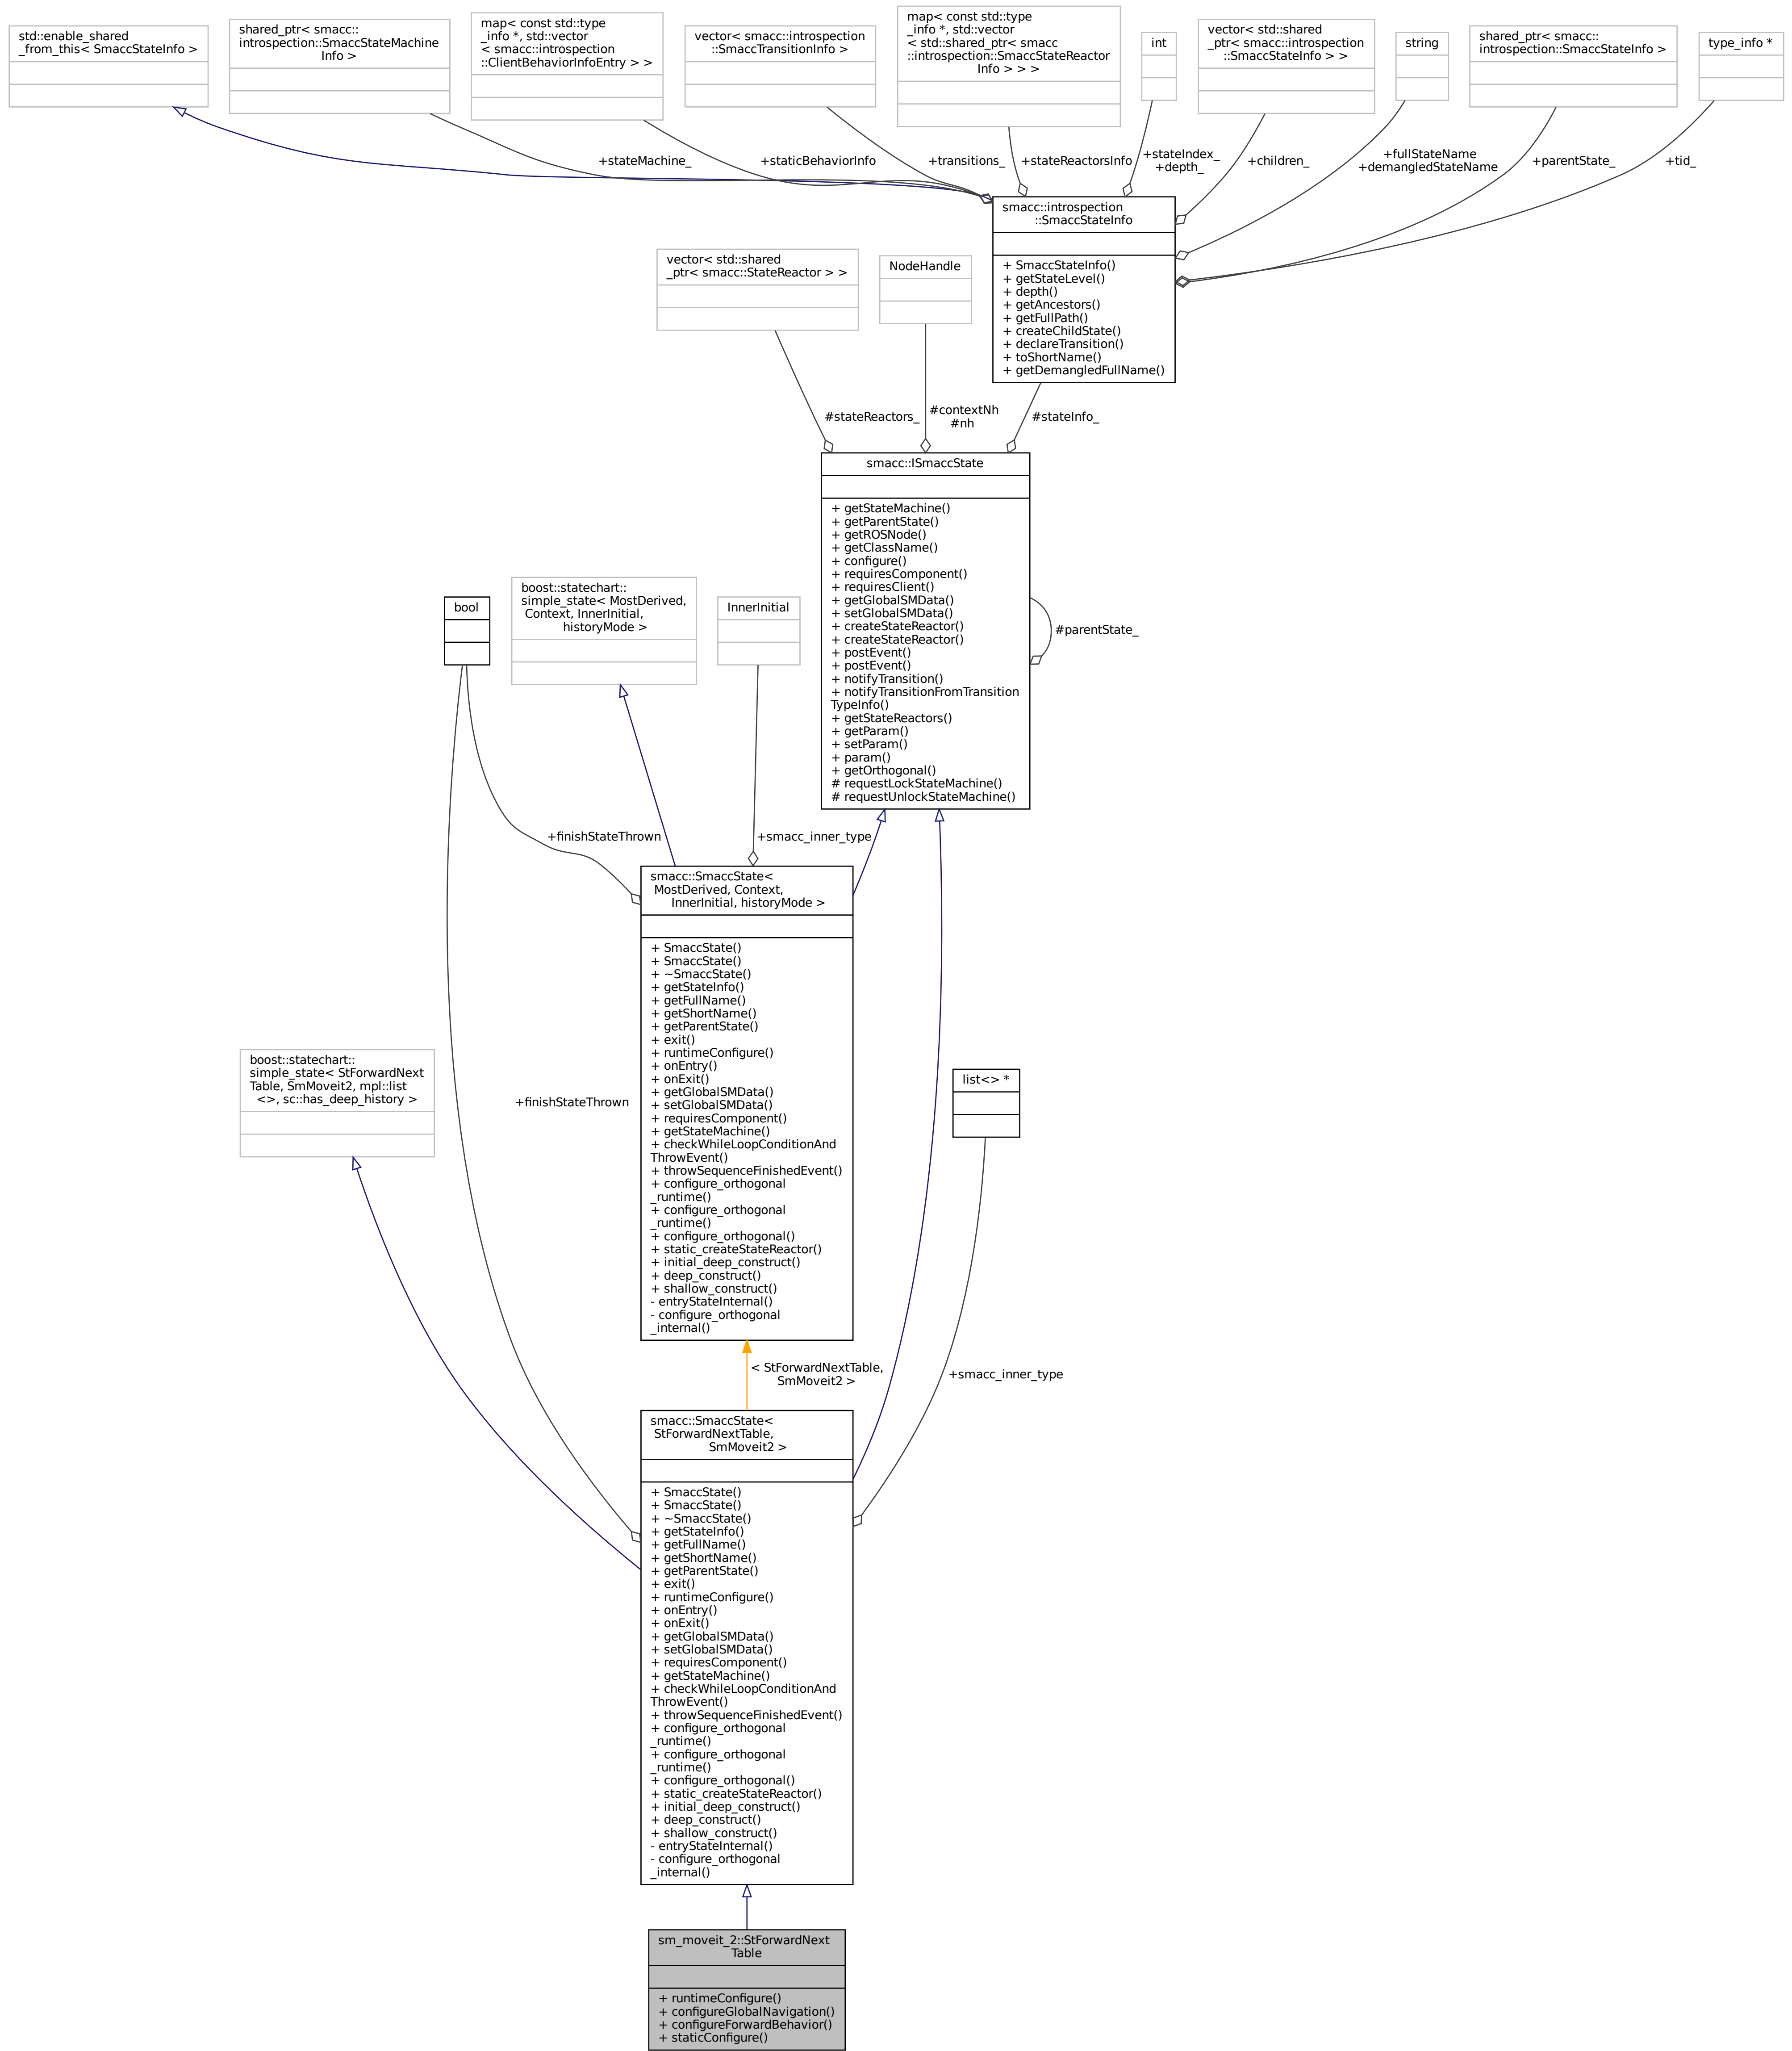 std::enable_shared
_from_this< SmaccStateInfo >
shared_ptr< smacc::
introspection::SmaccStateMachine
Info >
map< const std::type
_info *, std::vector
< smacc::introspection
::ClientBehaviorInfoEntry > >
vector< smacc::introspection
::SmaccTransitionInfo >
map< const std::type
_info *, std::vector
< std::shared_ptr< smacc
::introspection::SmaccStateReactor
Info > > >
int
vector< std::shared
_ptr< smacc::introspection
::SmaccStateInfo > >
string
shared_ptr< smacc::
introspection::SmaccStateInfo >
type_info *
+stateMachine_
+staticBehaviorInfo
+transitions_
+stateReactorsInfo
+stateIndex_
+depth_
+children_
+fullStateName
+demangledStateName
+parentState_
+tid_
smacc::introspection
::SmaccStateInfo
+ SmaccStateInfo()
+ getStateLevel()
+ depth()
+ getAncestors()
+ getFullPath()
+ createChildState()
+ declareTransition()
+ toShortName()
+ getDemangledFullName()
vector< std::shared
_ptr< smacc::StateReactor > >
NodeHandle
#stateReactors_
#contextNh
#nh
#stateInfo_
smacc::ISmaccState
+ getStateMachine()
+ getParentState()
+ getROSNode()
+ getClassName()
+ configure()
+ requiresComponent()
+ requiresClient()
+ getGlobalSMData()
+ setGlobalSMData()
+ createStateReactor()
+ createStateReactor()
+ postEvent()
+ postEvent()
+ notifyTransition()
+ notifyTransitionFromTransition
TypeInfo()
+ getStateReactors()
+ getParam()
+ setParam()
+ param()
+ getOrthogonal()
# requestLockStateMachine()
# requestUnlockStateMachine()
#parentState_
bool
boost::statechart::
simple_state< MostDerived,
Context, InnerInitial,
historyMode >
InnerInitial
+finishStateThrown
+smacc_inner_type
smacc::SmaccState<
MostDerived, Context,
InnerInitial, historyMode >
+ SmaccState()
+ SmaccState()
+ ~SmaccState()
+ getStateInfo()
+ getFullName()
+ getShortName()
+ getParentState()
+ exit()
+ runtimeConfigure()
+ onEntry()
+ onExit()
+ getGlobalSMData()
+ setGlobalSMData()
+ requiresComponent()
+ getStateMachine()
+ checkWhileLoopConditionAnd
ThrowEvent()
+ throwSequenceFinishedEvent()
+ configure_orthogonal
_runtime()
+ configure_orthogonal
_runtime()
+ configure_orthogonal()
+ static_createStateReactor()
+ initial_deep_construct()
+ deep_construct()
+ shallow_construct()
- entryStateInternal()
- configure_orthogonal
_internal()
boost::statechart::
simple_state< StForwardNext
Table, SmMoveit2, mpl::list
<>, sc::has_deep_history >
+finishStateThrown
list<> *
< StForwardNextTable,
SmMoveit2 >
+smacc_inner_type
smacc::SmaccState<
StForwardNextTable,
SmMoveit2 >
+ SmaccState()
+ SmaccState()
+ ~SmaccState()
+ getStateInfo()
+ getFullName()
+ getShortName()
+ getParentState()
+ exit()
+ runtimeConfigure()
+ onEntry()
+ onExit()
+ getGlobalSMData()
+ setGlobalSMData()
+ requiresComponent()
+ getStateMachine()
+ checkWhileLoopConditionAnd
ThrowEvent()
+ throwSequenceFinishedEvent()
+ configure_orthogonal
_runtime()
+ configure_orthogonal
_runtime()
+ configure_orthogonal()
+ static_createStateReactor()
+ initial_deep_construct()
+ deep_construct()
+ shallow_construct()
- entryStateInternal()
- configure_orthogonal
_internal()
sm_moveit_2::StForwardNext
Table
+ runtimeConfigure()
+ configureGlobalNavigation()
+ configureForwardBehavior()
+ staticConfigure()